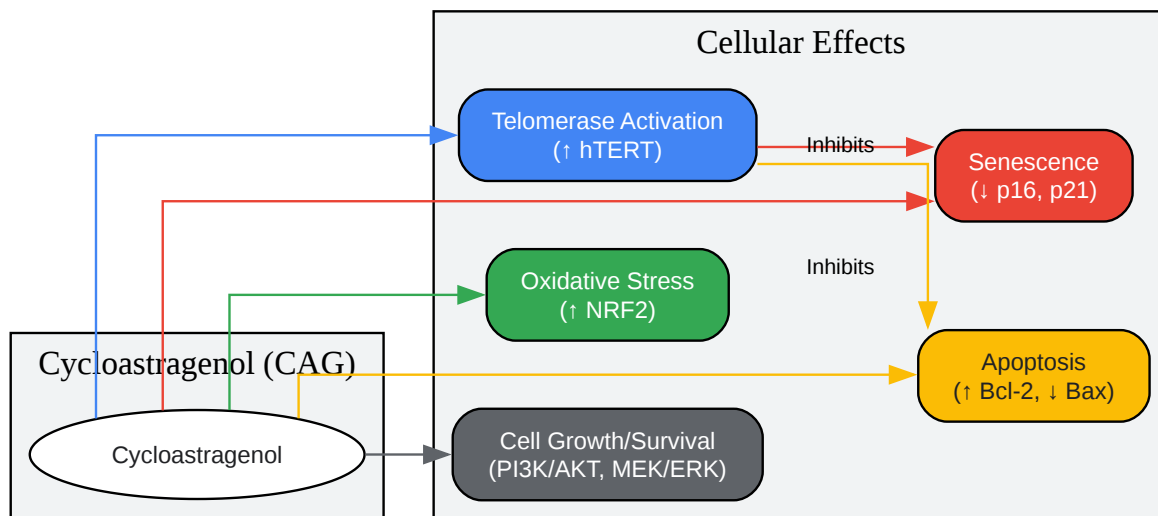 Cellular Effects
Telomerase Activation
(↑ hTERT)
Inhibits
Senescence
(↓ p16, p21)
Oxidative Stress
(↑ NRF2)
Inhibits
Cycloastragenol (CAG)
Cycloastragenol
Apoptosis
(↑ Bcl-2, ↓ Bax)
Cell Growth/Survival
(PI3K/AKT, MEK/ERK)